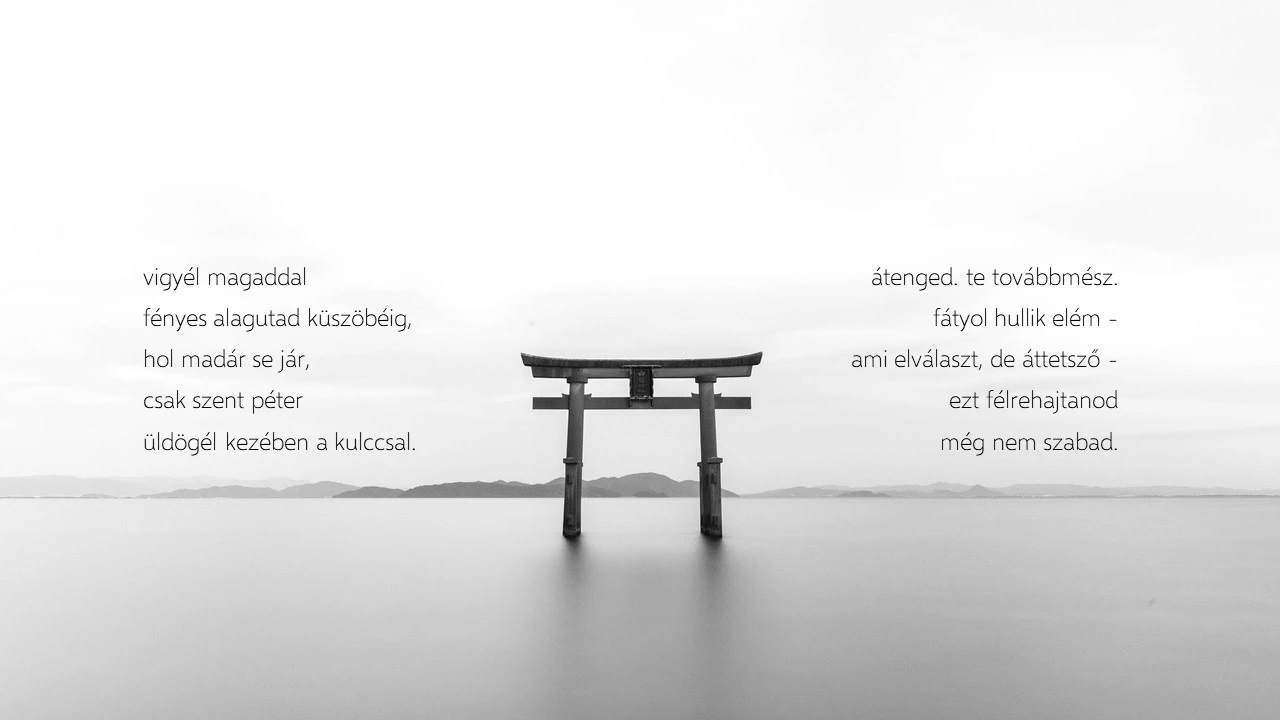 vigyél magaddal
fényes alagutad küszöbéig,
hol madár se jár,
csak szent péter
üldögél kezében a kulccsal.
átenged. te továbbmész.
fátyol hullik elém -
ami elválaszt, de áttetsző -
ezt félrehajtanod
még nem szabad.